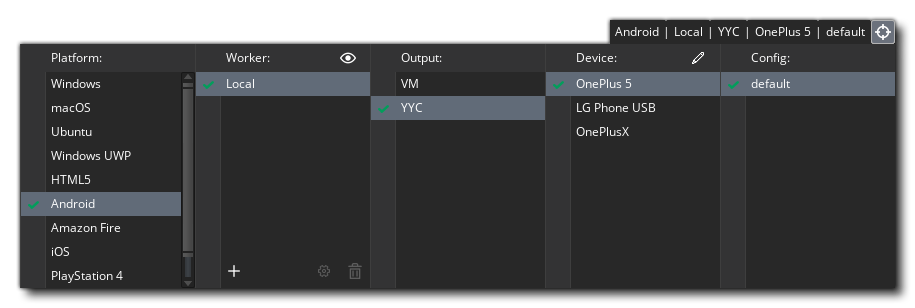 Android | Local | YYC | OnePlus 5 | default
Platform:
Windows
macOS
Ubuntu
Windows UWP
HTML5
Android
Amazon Fire
iOS
PlayStation 4
Worker:
Local
Output:
VM
YYC
Device:
OnePlus 5
LG Phone USB
OnePlusX
Config:
default